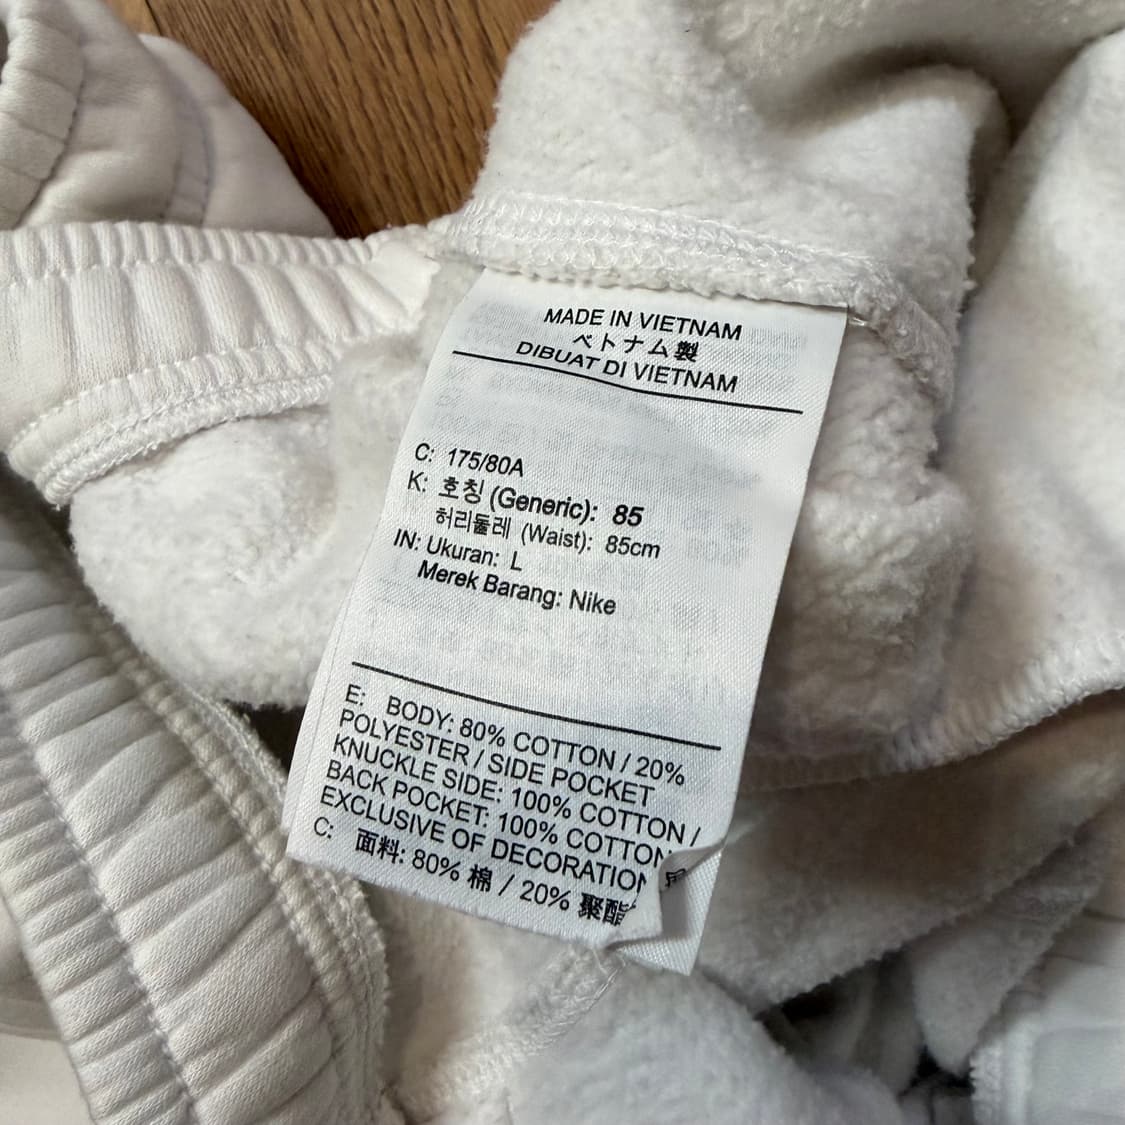 MADE IN VIETNAM
ベトナム製
DIBUAT DI VIETNAM
C: 175/80A
K: 호칭 (Generic): 85
허리둘레 (Waist): 85cm
IN: Ukuran: L
Merek Barang: Nike
E: BODY: 80% COTTON / 20%
POLYESTER / SIDE POCKET
KNUCKLE SIDE: 100% COTTON /
BACK POCKET: 100% COTTON
EXCLUSIVE OF DECORATION
C: 面料: 80% 棉 / 20% 聚酯